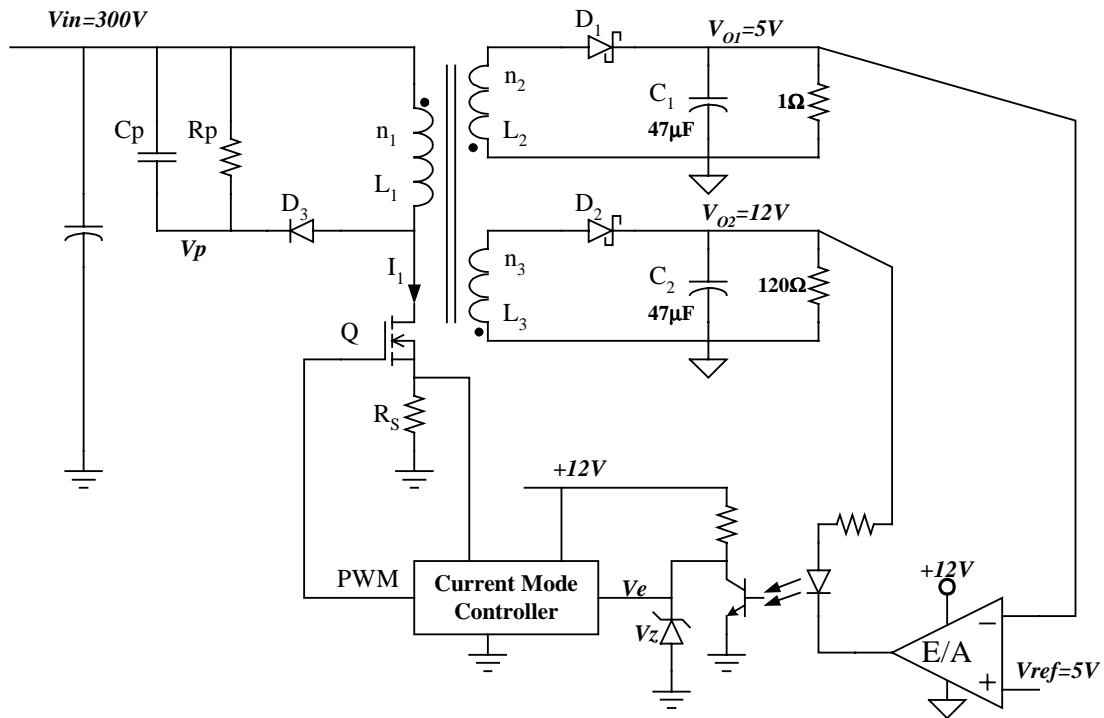 Vin=300V
D1
VO1=5V
n2
L2
C1
47μF
1Ω
Cp
Rp
n1
L1
D3
Vp
D2
VO2=12V
n3
L3
C2
47μF
120Ω
I1
Q
RS
+12V
PWM
Current Mode
Controller
Ve
Vz
+12V
E/A
−
+
Vref=5V